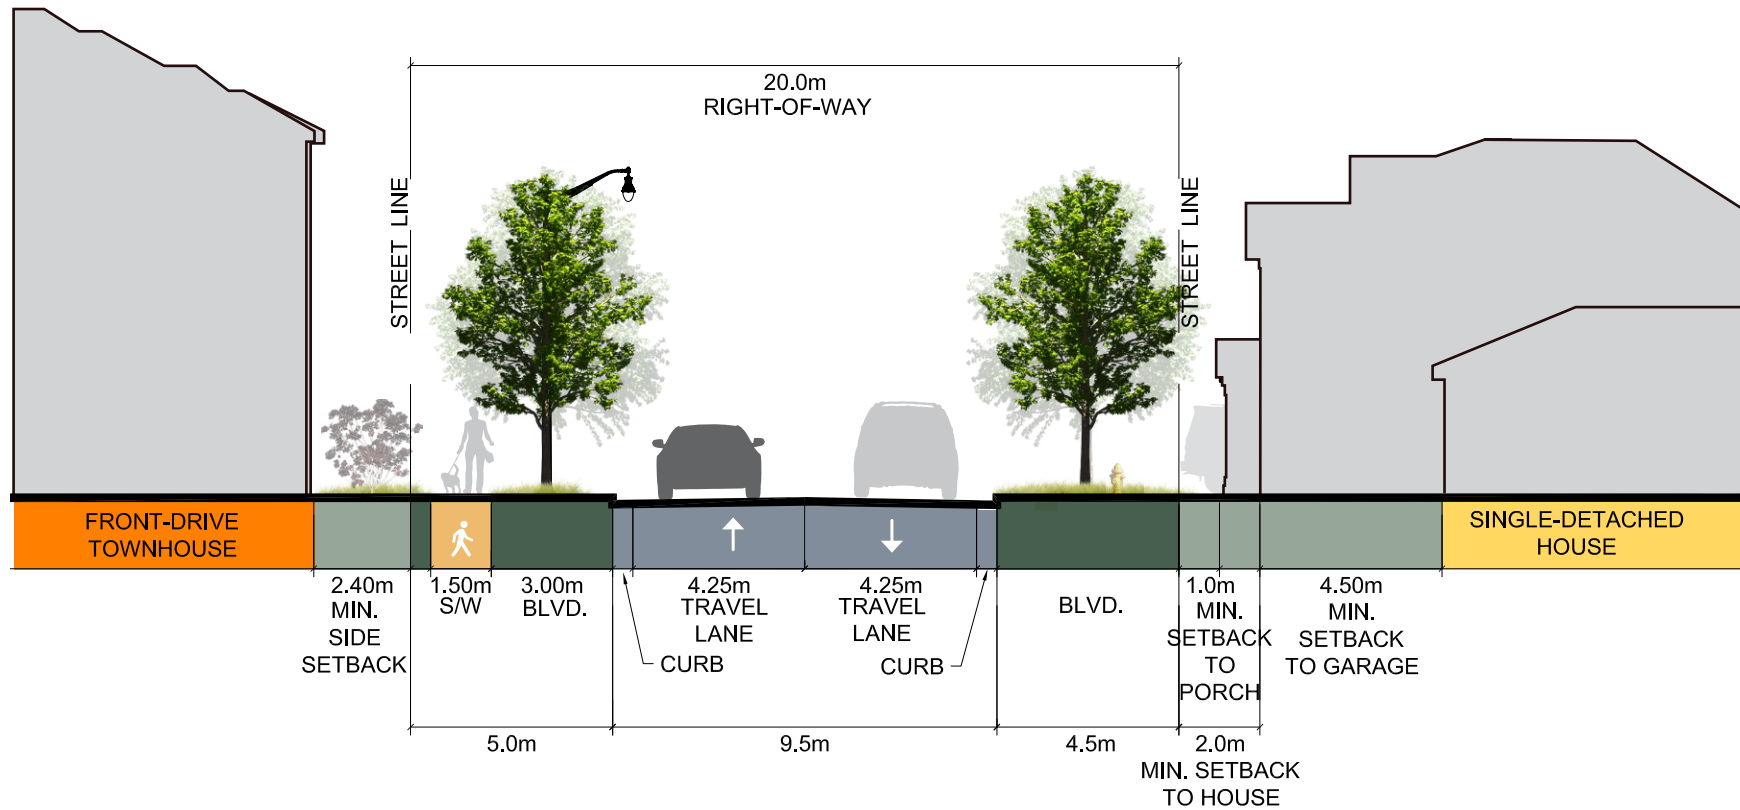 20.0m
RIGHT-OF-WAY
STREET LINE
STREET LINE
FRONT-DRIVE
TOWNHOUSE
SINGLE-DETACHED
HOUSE
2.40m
MIN.
SIDE
SETBACK
1.50m
S/W
3.00m
BLVD.
4.25m
TRAVEL
LANE
CURB
4.25m
TRAVEL
LANE
CURB
BLVD.
1.0m
MIN.
SETBACK
TO
PORCH
4.50m
MIN.
SETBACK
TO GARAGE
5.0m
9.5m
4.5m
2.0m
MIN. SETBACK
TO HOUSE